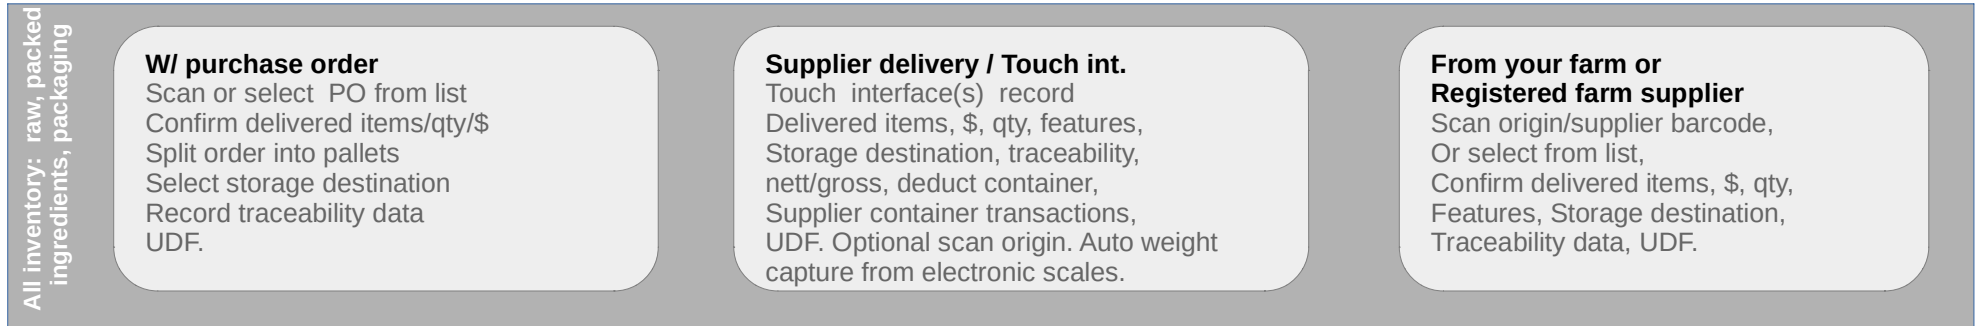 All inventory: raw, packed
ingredients, packaging
W/ purchase order
Scan or select PO from list
Confirm delivered items/qty/$
Split order into pallets
Select storage destination
Record traceability data
UDF.
Supplier delivery / Touch int.
Touch interface(s) record
Delivered items, $, qty, features,
Storage destination, traceability,
nett/gross, deduct container,
Supplier container transactions,
UDF. Optional scan origin. Auto weight
capture from electronic scales.
From your farm or
Registered farm supplier
Scan origin/supplier barcode,
Or select from list,
Confirm delivered items, $, qty,
Features, Storage destination,
Traceability data, UDF.